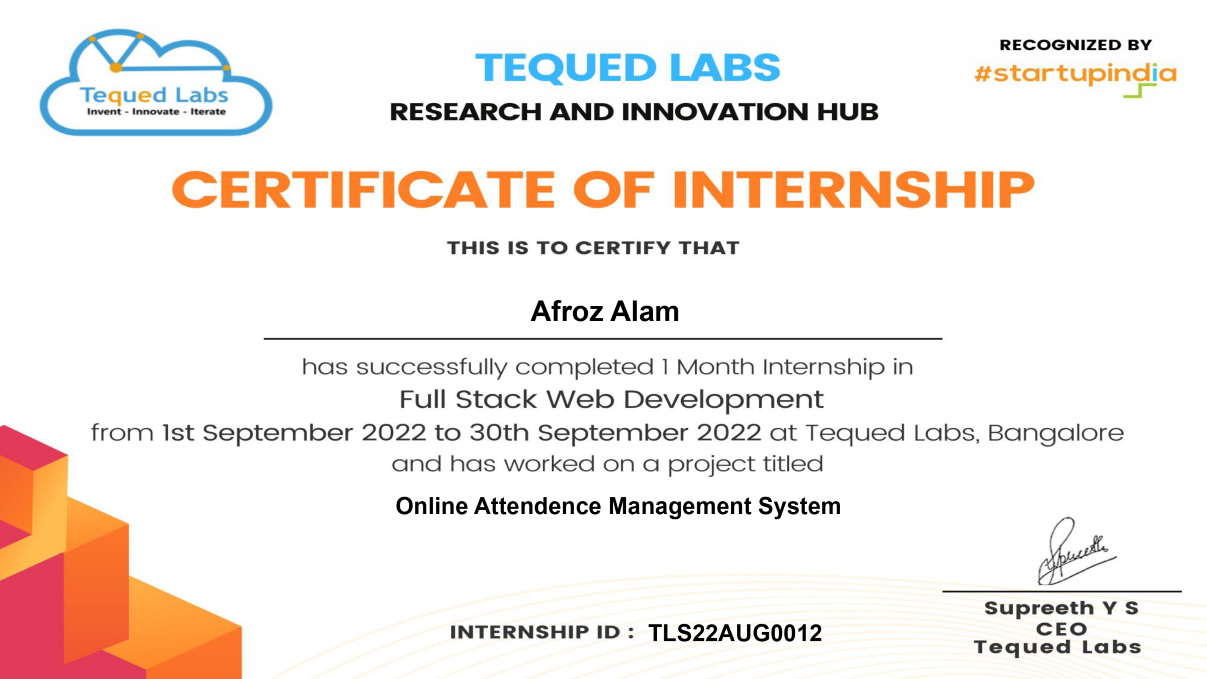 Tequed Labs
Invent - Innovate - Iterate
TEQUED LABS
RESEARCH AND INNOVATION HUB
RECOGNIZED BY
#startupindia
CERTIFICATE OF INTERNSHIP
THIS IS TO CERTIFY THAT
Afroz Alam
has successfully completed 1 Month Internship in
Full Stack Web Development
from 1st September 2022 to 30th September 2022 at Tequed Labs, Bangalore
and has worked on a project titled
Online Attendence Management System
Supreeth
Supreeth Y S
CEO
Tequed Labs
INTERNSHIP ID : TLS22AUG0012